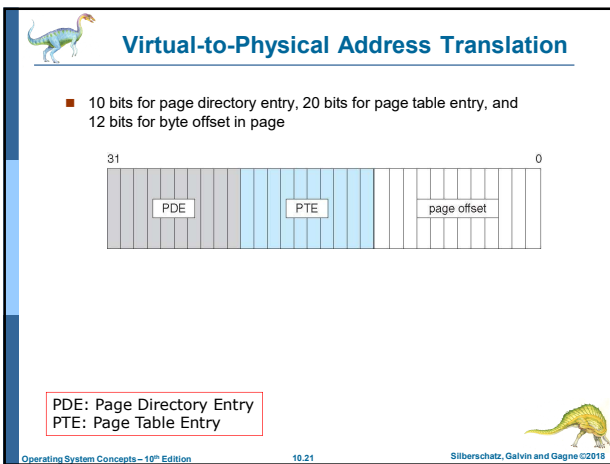 Virtual-to-Physical Address Translation
10 bits for page directory entry, 20 bits for page table entry, and
12 bits for byte offset in page
31 0
PDE PTE page offset
PDE: Page Directory Entry
PTE: Page Table Entry
Operating System Concepts – 10th Edition 10.21 Silberschatz, Galvin and Gagne ©2018